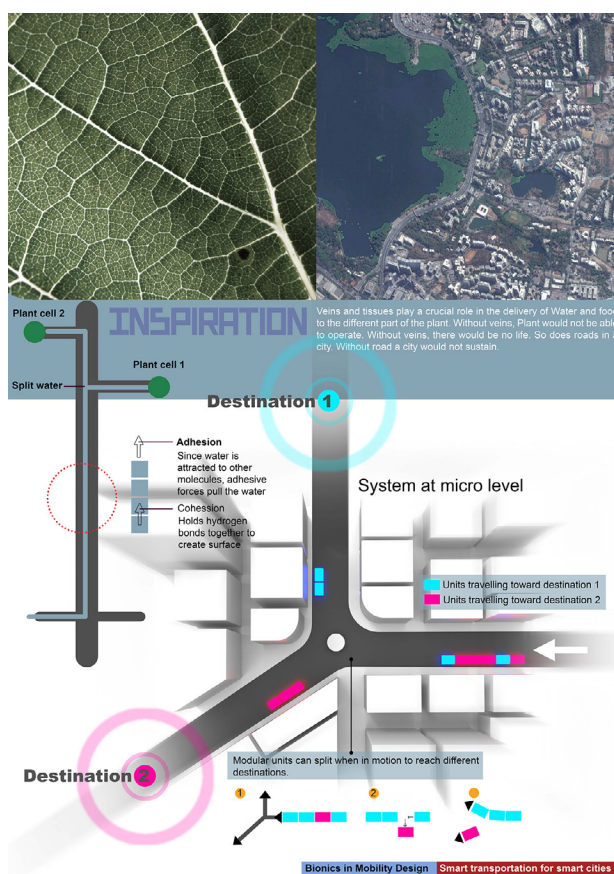 INSPIRATION
Veins and tissues play a crucial role in the delivery of Water and food
to the different part of the plant. Without veins, Plant would not be able
to operate. Without veins, there would be no life. So does roads in a
city. Without road a city would not sustain.
Plant cell 2
Plant cell 1
Split water
Destination 1
Adhesion
Since water is
attracted to other
molecules, adhesive
forces pull the water
Cohession
Holds hydrogen
bonds together to
create surface
System at micro level
Units travelling toward destination 1
Units travelling toward destination 2
Modular units can split when in motion to reach different
destinations.
Destination 2
1
2
Bionics in Mobility Design
Smart transportation for smart cities